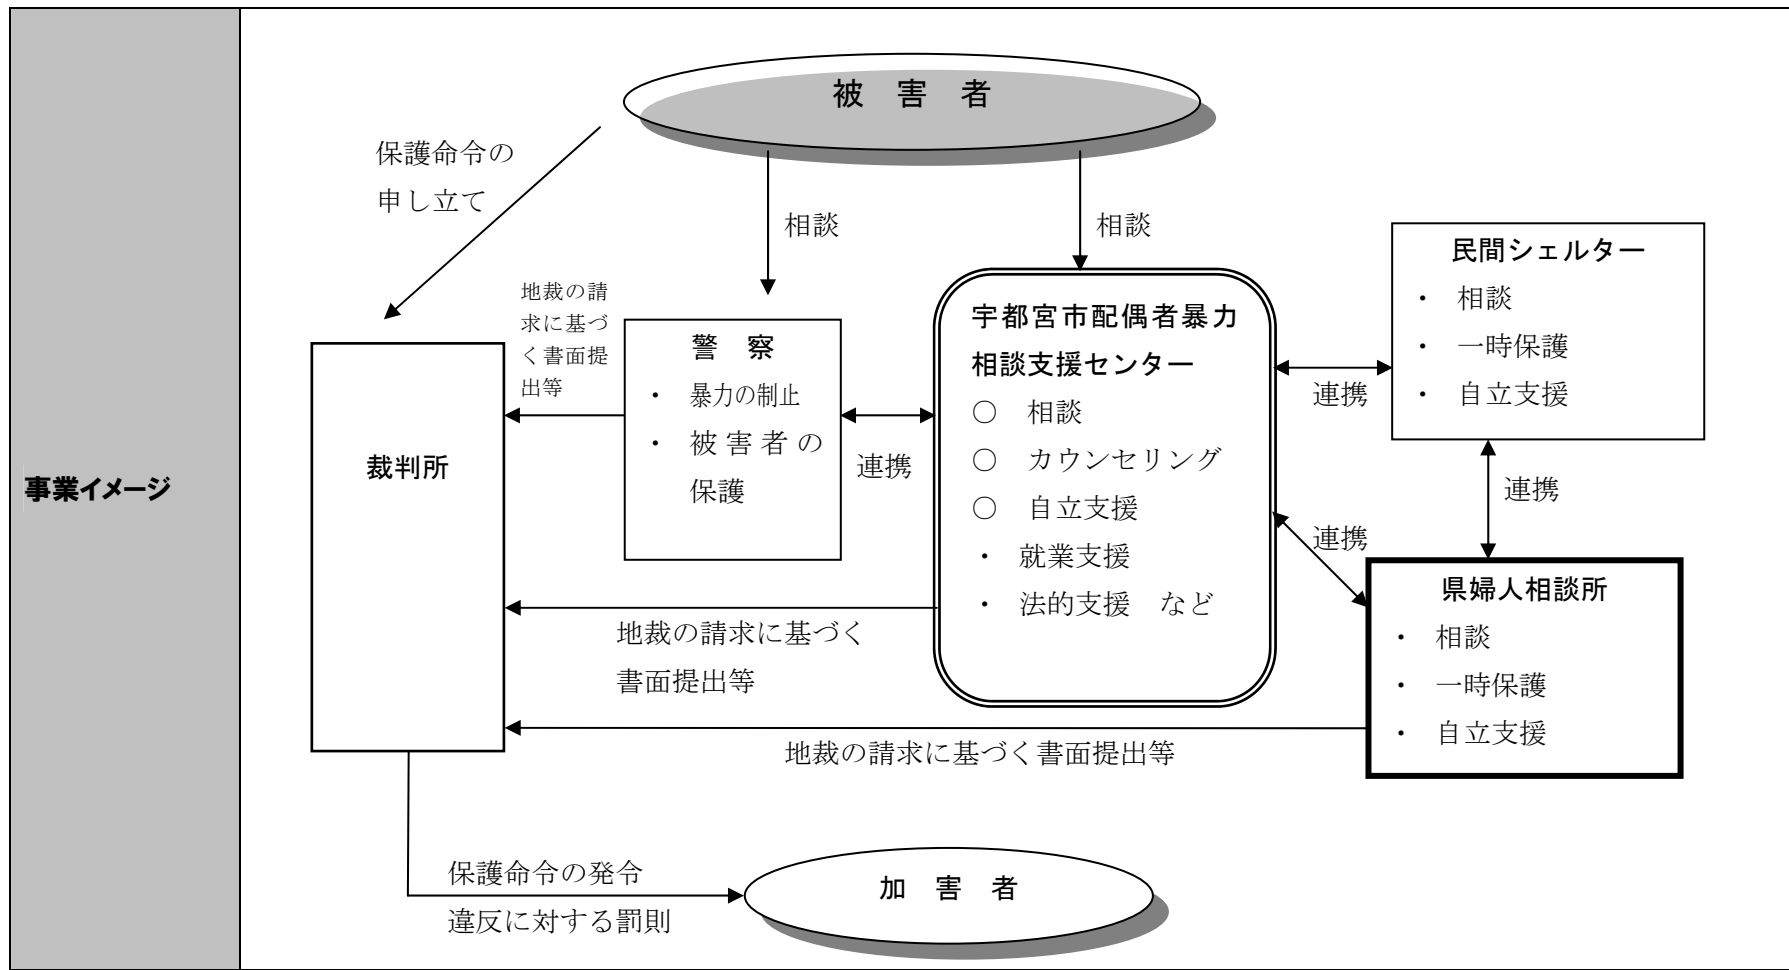 事業イメージ
被 害 者
保護命令の
申し立て
相談
相談
地裁の請
求に基づ
く書面提
出等
警 察
・ 暴力の制止
・ 被害者の
保護
連携
宇都宮市配偶者暴力
相談支援センター
○ 相談
○ カウンセリング
○ 自立支援
・ 就業支援
・ 法的支援 など
連携
民間シェルター
・ 相談
・ 一時保護
・ 自立支援
連携
連携
県婦人相談所
・ 相談
・ 一時保護
・ 自立支援
裁判所
地裁の請求に基づく
書面提出等
地裁の請求に基づく書面提出等
保護命令の発令
違反に対する罰則
加 害 者